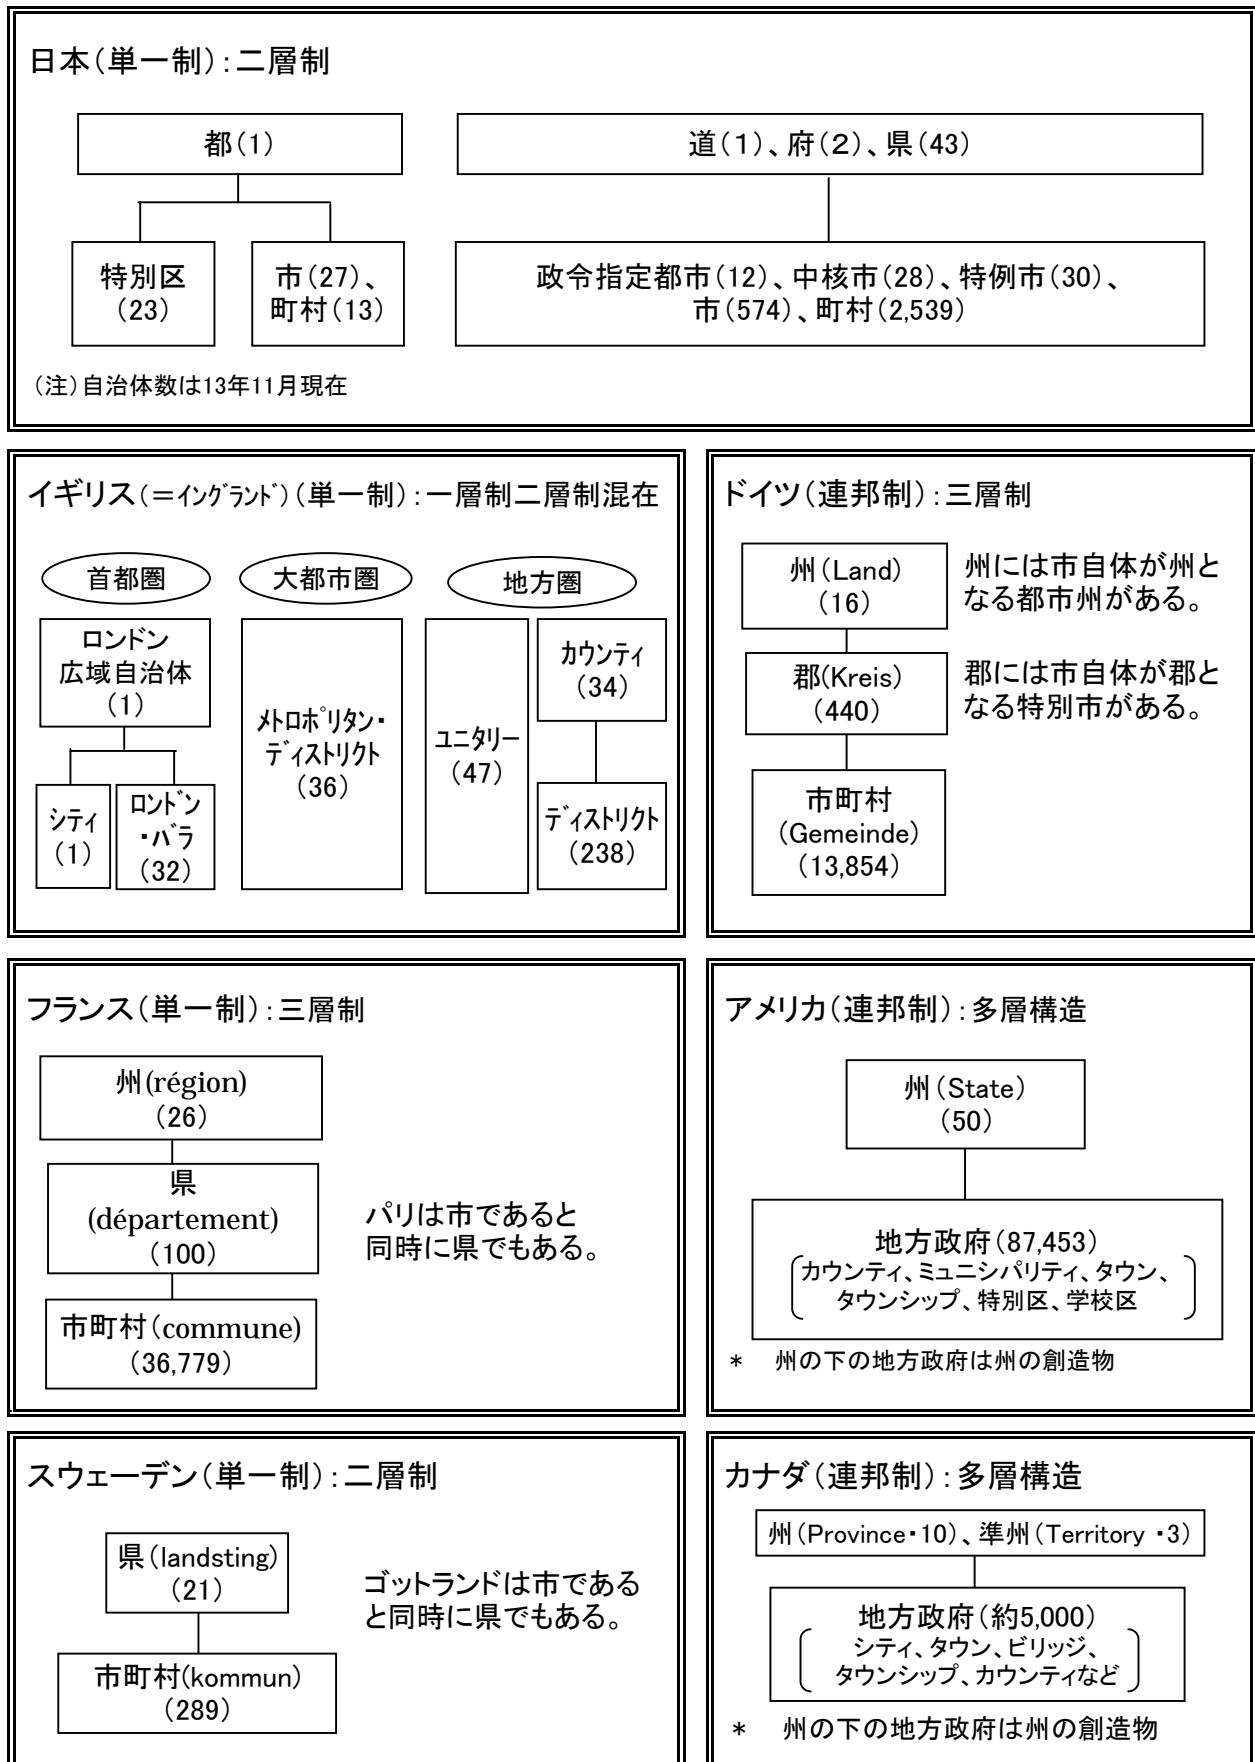 日本(単一制):二層制
都(1)
道(1)、府(2)、県(43)
特別区
(23)
市(27)、
町村(13)
政令指定都市(12)、中核市(28)、特例市(30)、
市(574)、町村(2,539)
(注)自治体数は13年11月現在
イギリス(=イングランド)(単一制):一層制二層制混在
首都圏
大都市圏
地方圏
ロンドン
広域自治体
(1)
シティ
(1)
ロンドン
・バラ
(32)
メトロポリタン・
ディストリクト
(36)
ユニタリー
(47)
カウンティ
(34)
ディストリクト
(238)
ドイツ(連邦制):三層制
州(Land)
(16)
州には市自体が州と
なる都市州がある。
郡(Kreis)
(440)
郡には市自体が郡と
なる特別市がある。
市町村
(Gemeinde)
(13,854)
フランス(単一制):三層制
州(région)
(26)
県
(département)
(100)
市町村(commune)
(36,779)
パリは市であると
同時に県でもある。
アメリカ(連邦制):多層構造
州(State)
(50)
地方政府(87,453)
カウンティ、ミュニシパリティ、タウン、
タウンシップ、特別区、学校区
* 州の下の地方政府は州の創造物
スウェーデン(単一制):二層制
県(landsting)
(21)
市町村(kommun)
(289)
ゴットランドは市である
と同時に県でもある。
カナダ(連邦制):多層構造
州(Province・10)、準州(Territory ・3)
地方政府(約5,000)
シティ、タウン、ビリッジ、
タウンシップ、カウンティなど
* 州の下の地方政府は州の創造物